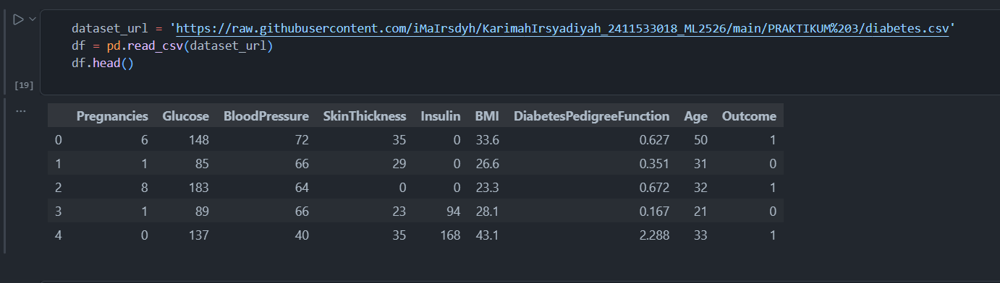 dataset_url = 'https://raw.githubusercontent.com/iMaIrsdyh/KarimahIrsyadiyah_2411533018_ML2526/main/PRAKTIKUM%203/diabetes.csv'
df = pd.read_csv(dataset_url)
df.head()
[19]
...
Pregnancies Glucose BloodPressure SkinThickness Insulin BMI DiabetesPedigreeFunction Age Outcome
0 6 148 72 35 0 33.6 0.627 50 1
1 1 85 66 29 0 26.6 0.351 31 0
2 8 183 64 0 0 23.3 0.672 32 1
3 1 89 66 23 94 28.1 0.167 21 0
4 0 137 40 35 168 43.1 2.288 33 1